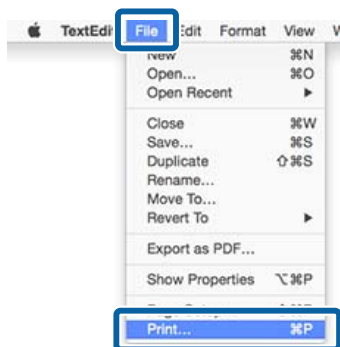 TextEdit File Edit Format View
New ⌘N
Open... ⌘O
Open Recent ▶
Close ⌘W
Save... ⌘S
Duplicate ⇧⌘S
Rename...
Move To...
Revert To ▶
Export as PDF...
Show Properties ⌥⌘P
Print... ⌘P